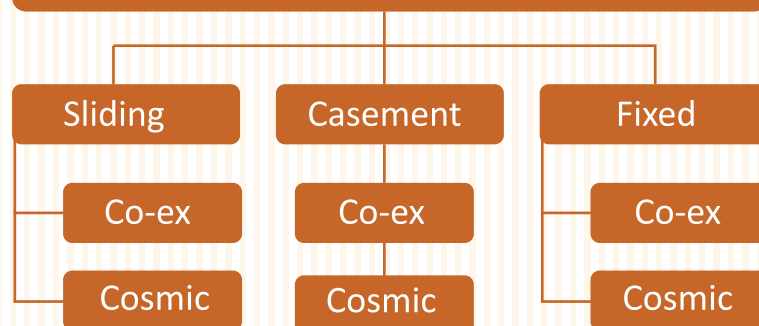 Sliding
Casement
Fixed
Co-ex
Co-ex
Co-ex
Cosmic
Cosmic
Cosmic